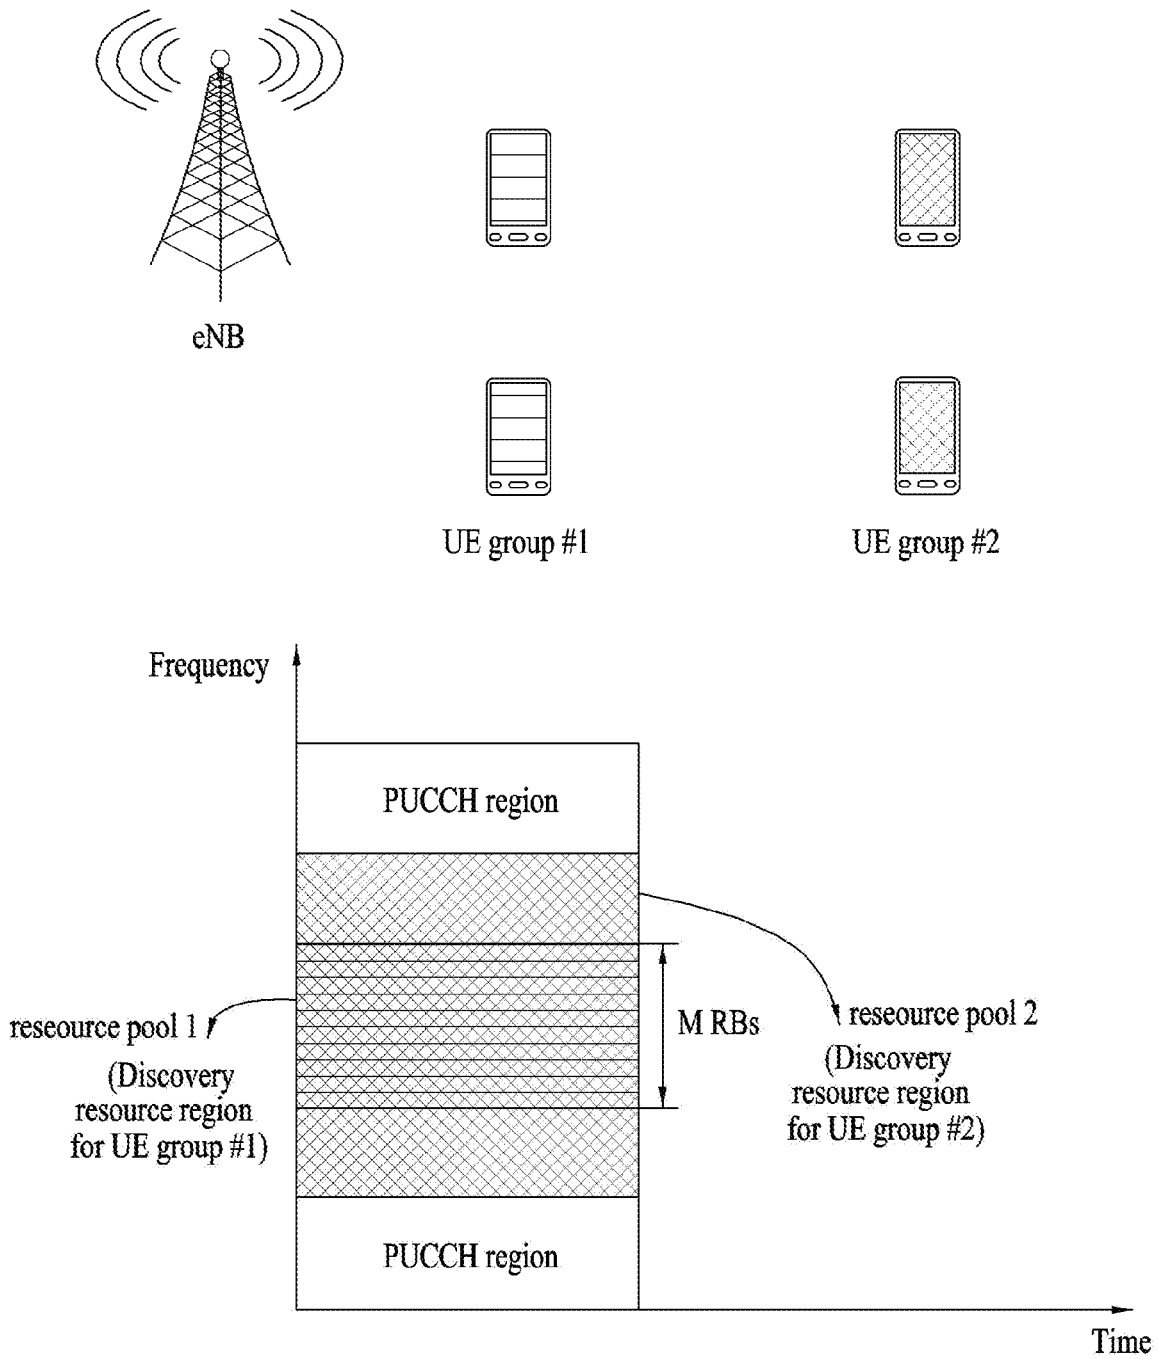 eNB
UE group #1
UE group #2
Frequency
PUCCH region
reseource pool 1
(Discovery
resource region
for UE group #1)
M RBs
reseource pool 2
(Discovery
resource region
for UE group #2)
PUCCH region
Time